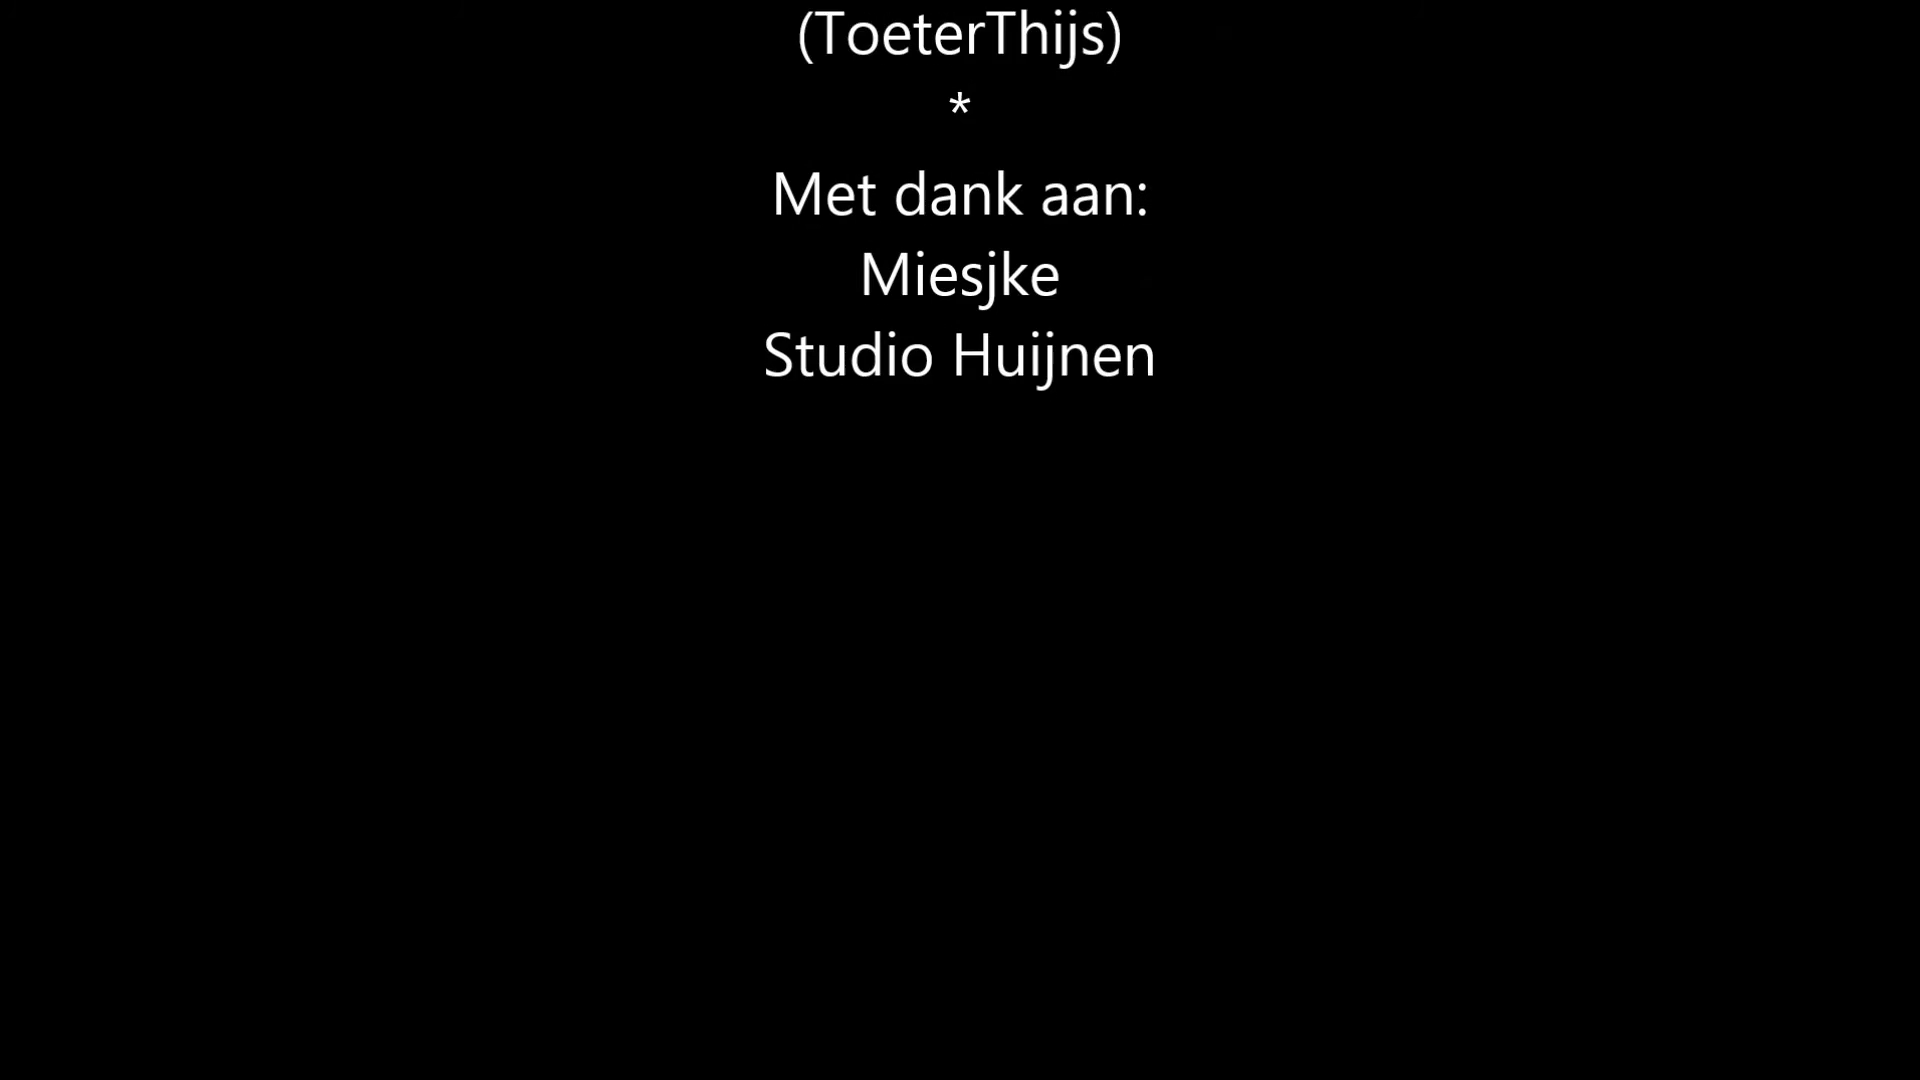 (ToeterThijs)
*
Met dank aan:
Miesjke
Studio Huijnen